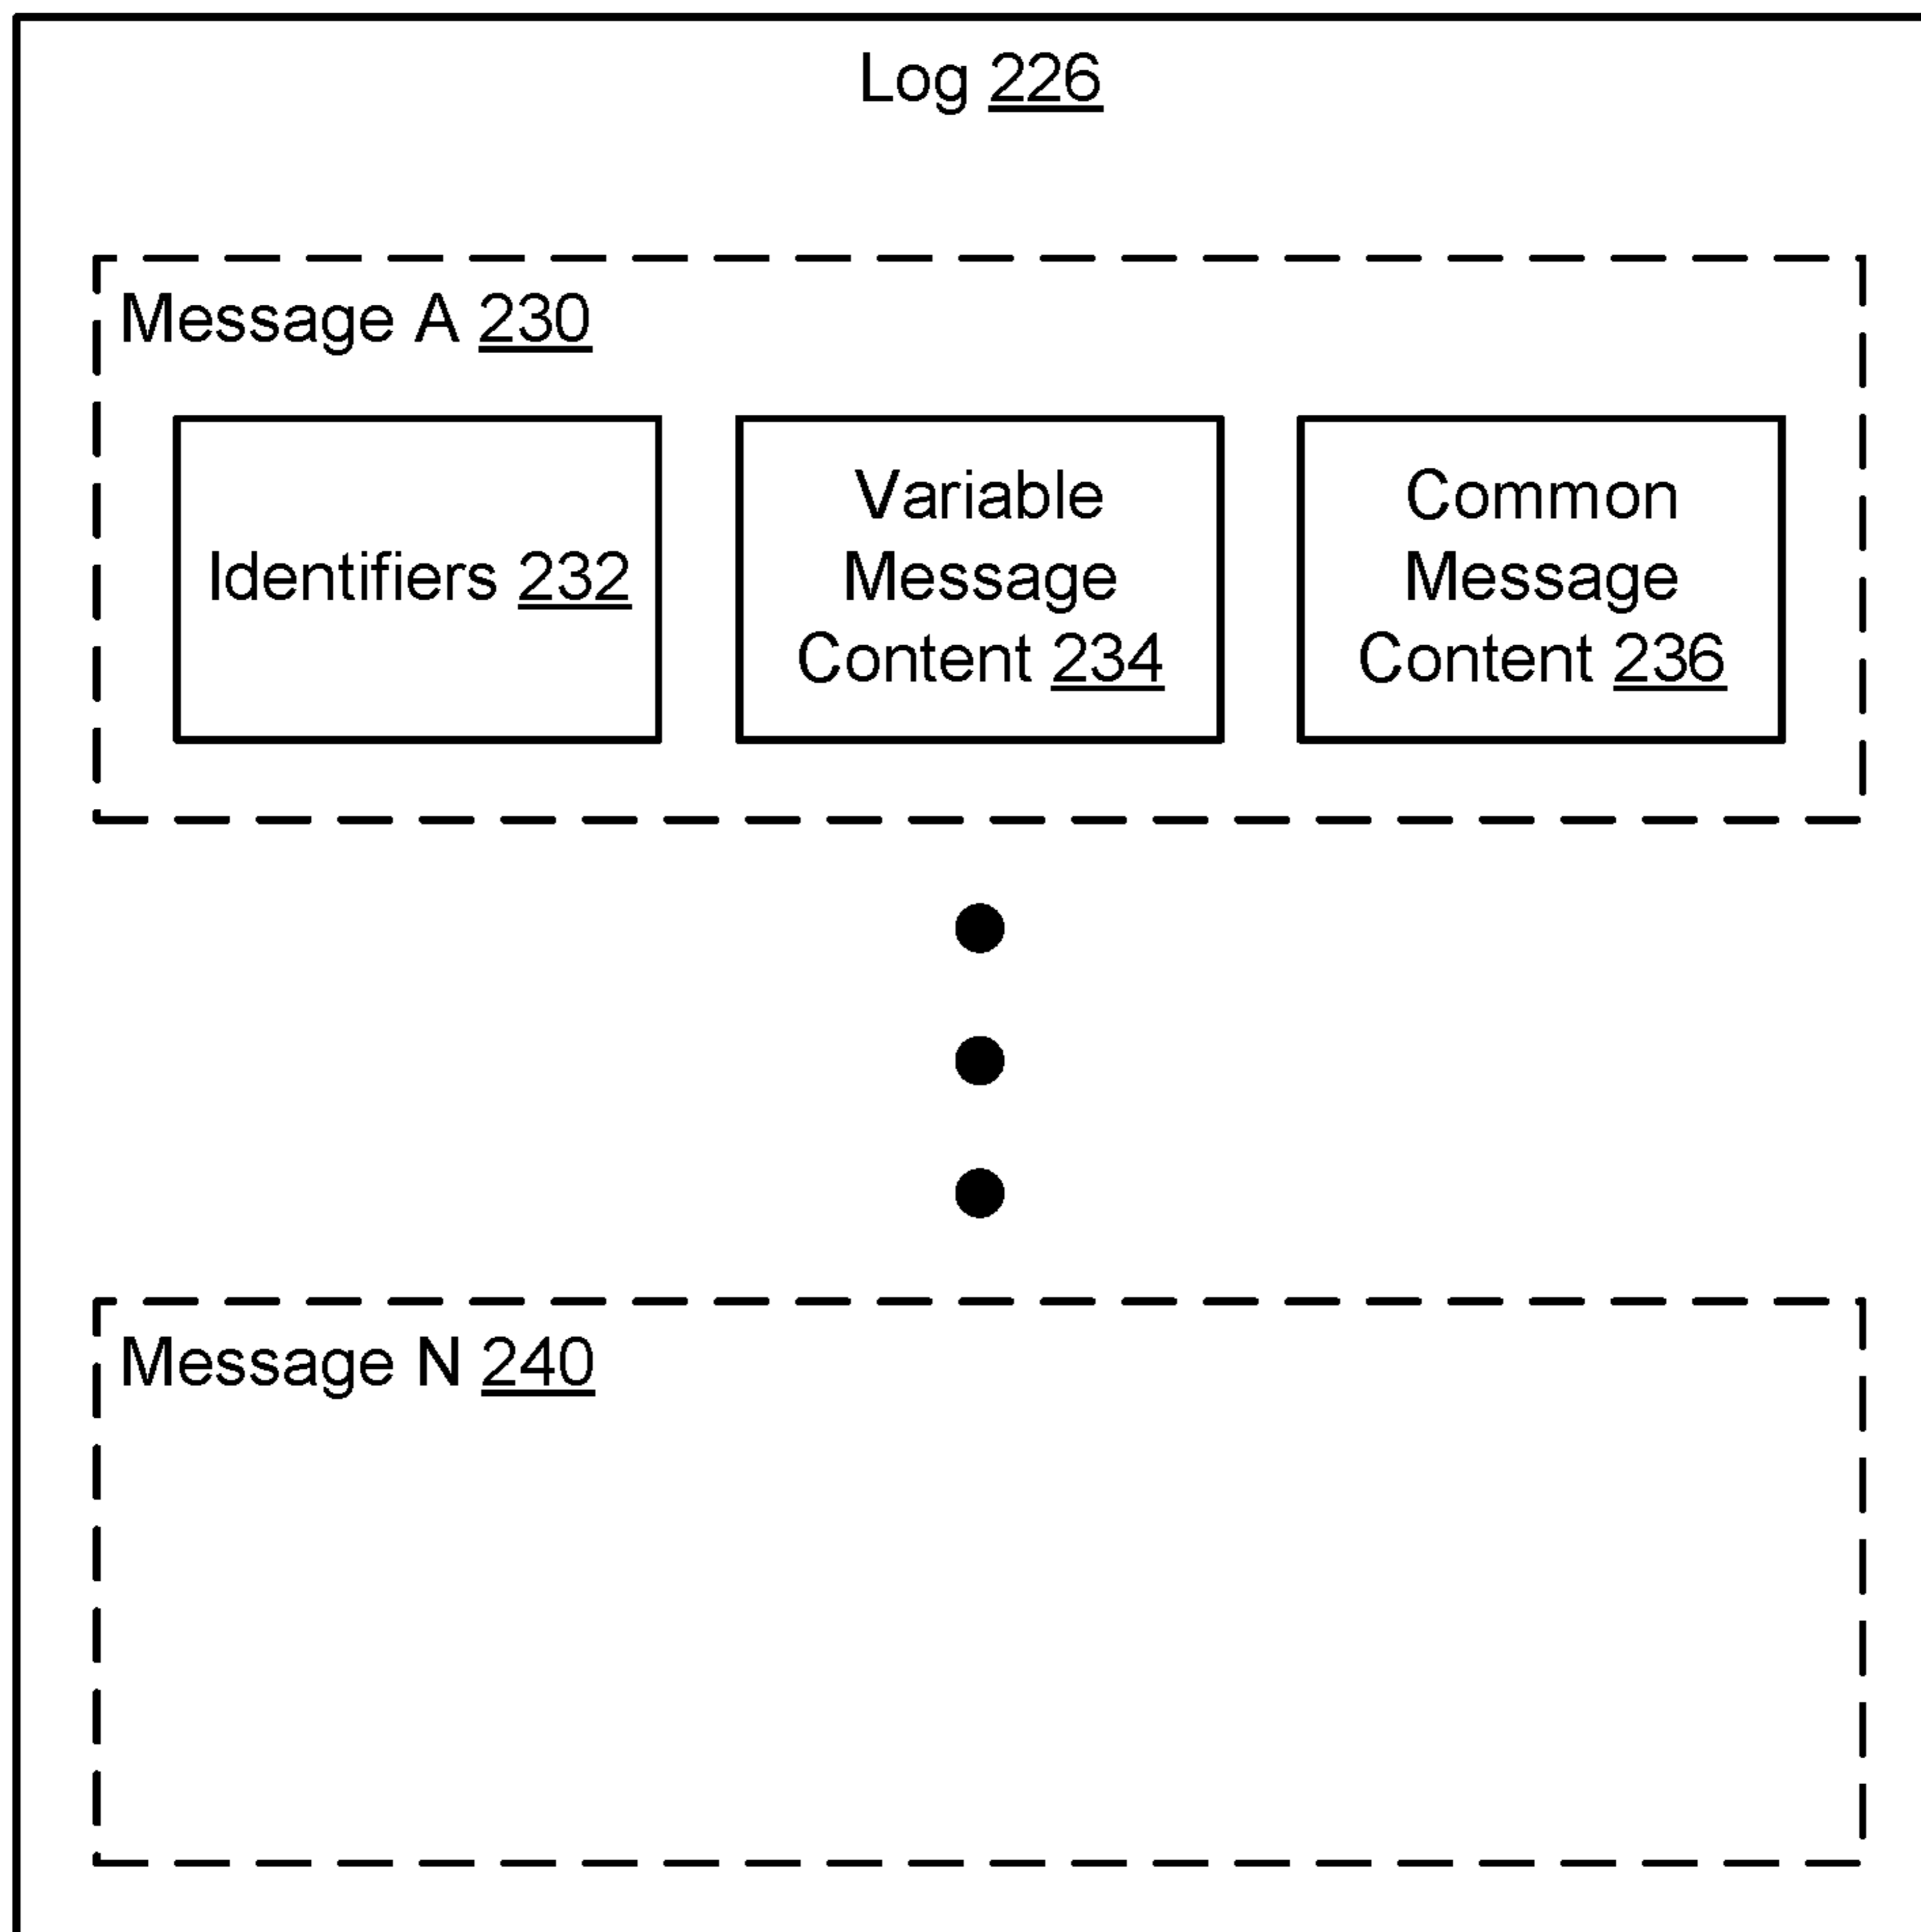 Log 226
Message A 230
Identifiers 232
Variable
Message
Content 234
Common
Message
Content 236
Message N 240